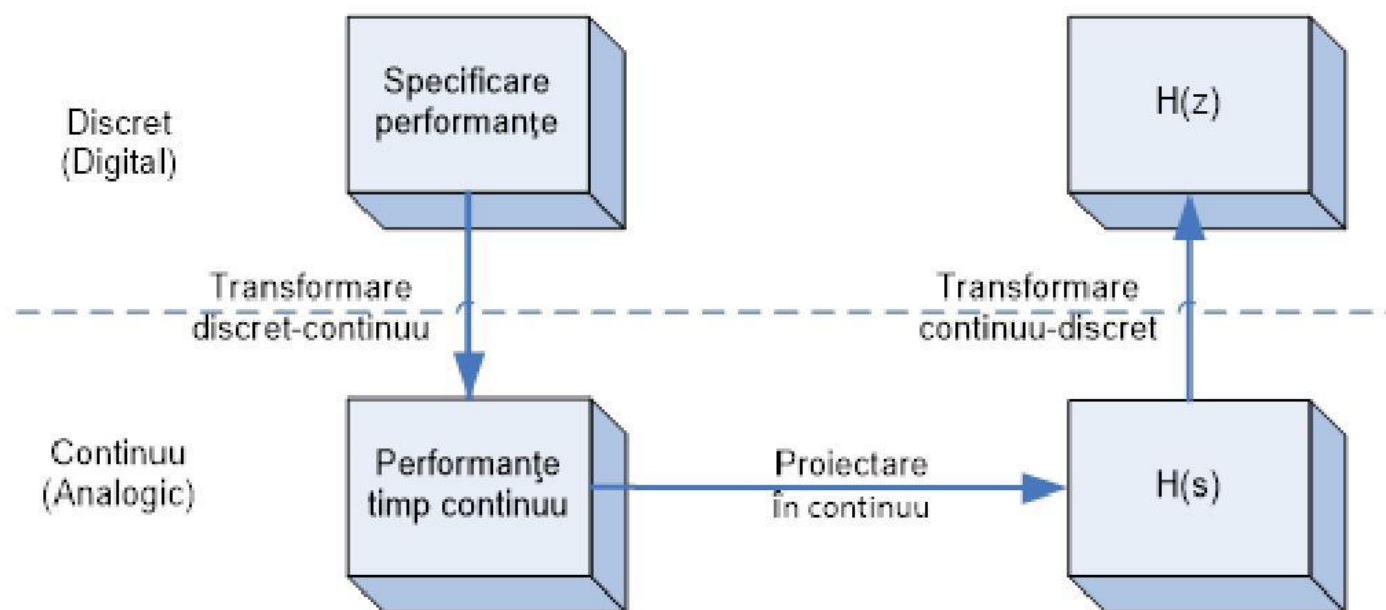 Discret
(Digital)
Specificare
performanţe
H(z)
Transformare
discret-continuu
Transformare
continuu-discret
Continuu
(Analogic)
Performanţe
timp continuu
Proiectare
În continuu
H(s)